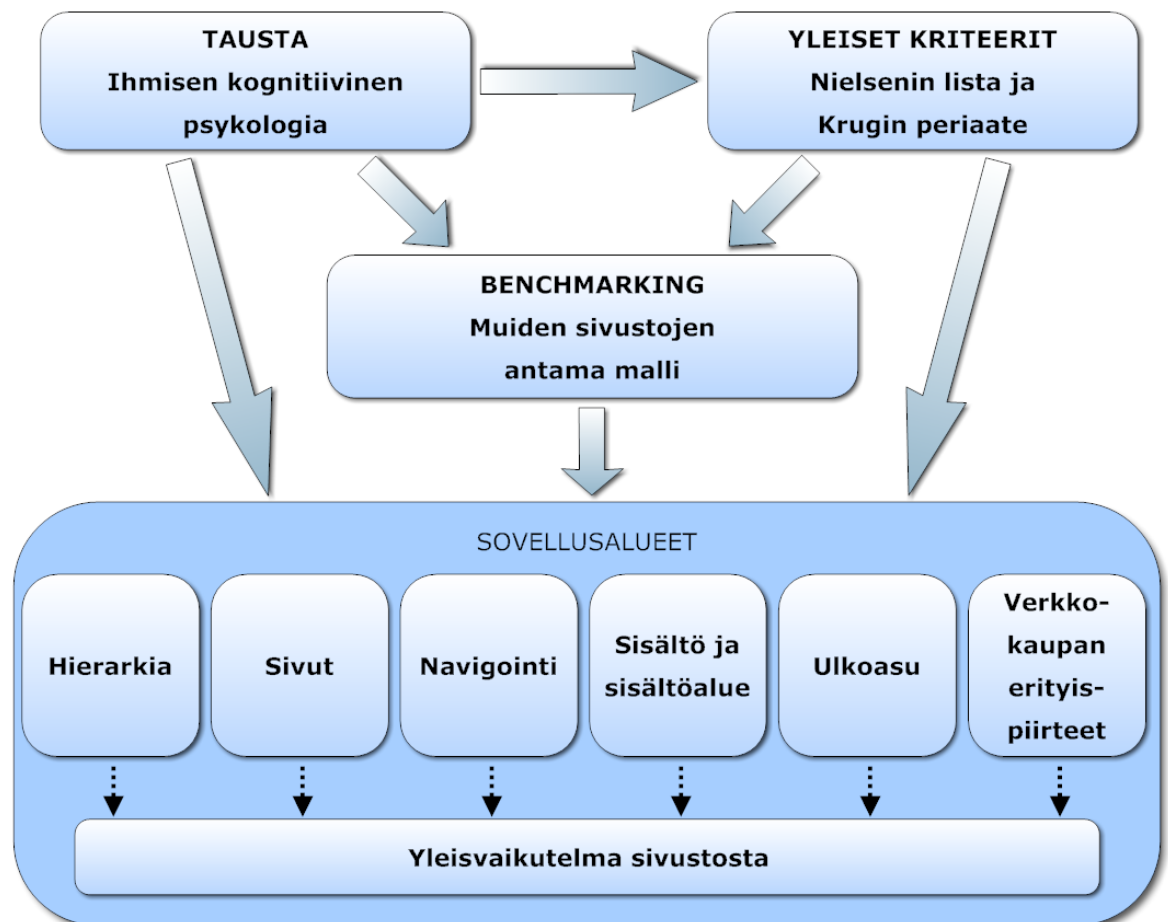 TAUSTA
Ihmisen kognitiivinen
psykologia
YLEISET KRITEERIT
Nielsenin lista ja
Krugin periaate
BENCHMARKING
Muiden sivustojen
antama malli
SOVELLUSALUEET
Hierarkia
Sivut
Navigointi
Sisältö ja
sisältöalue
Ulkoasu
Verkko-
kaupan
erityis-
piirteet
Yleisvaikutelma sivustosta